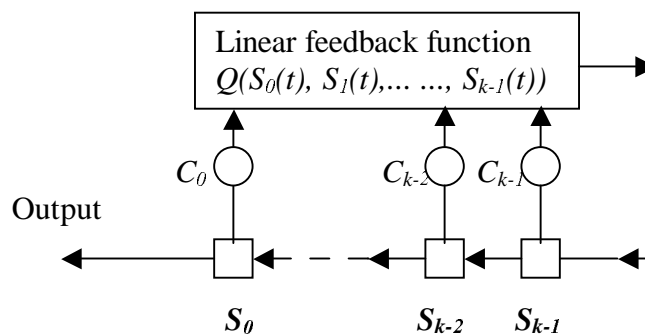 Linear feedback function
Q(S₀(t), S₁(t),... ..., Sₖ₋₁(t))
C₀ Cₖ₋₂ Cₖ₋₁
Output
S₀ Sₖ₋₂ Sₖ₋₁